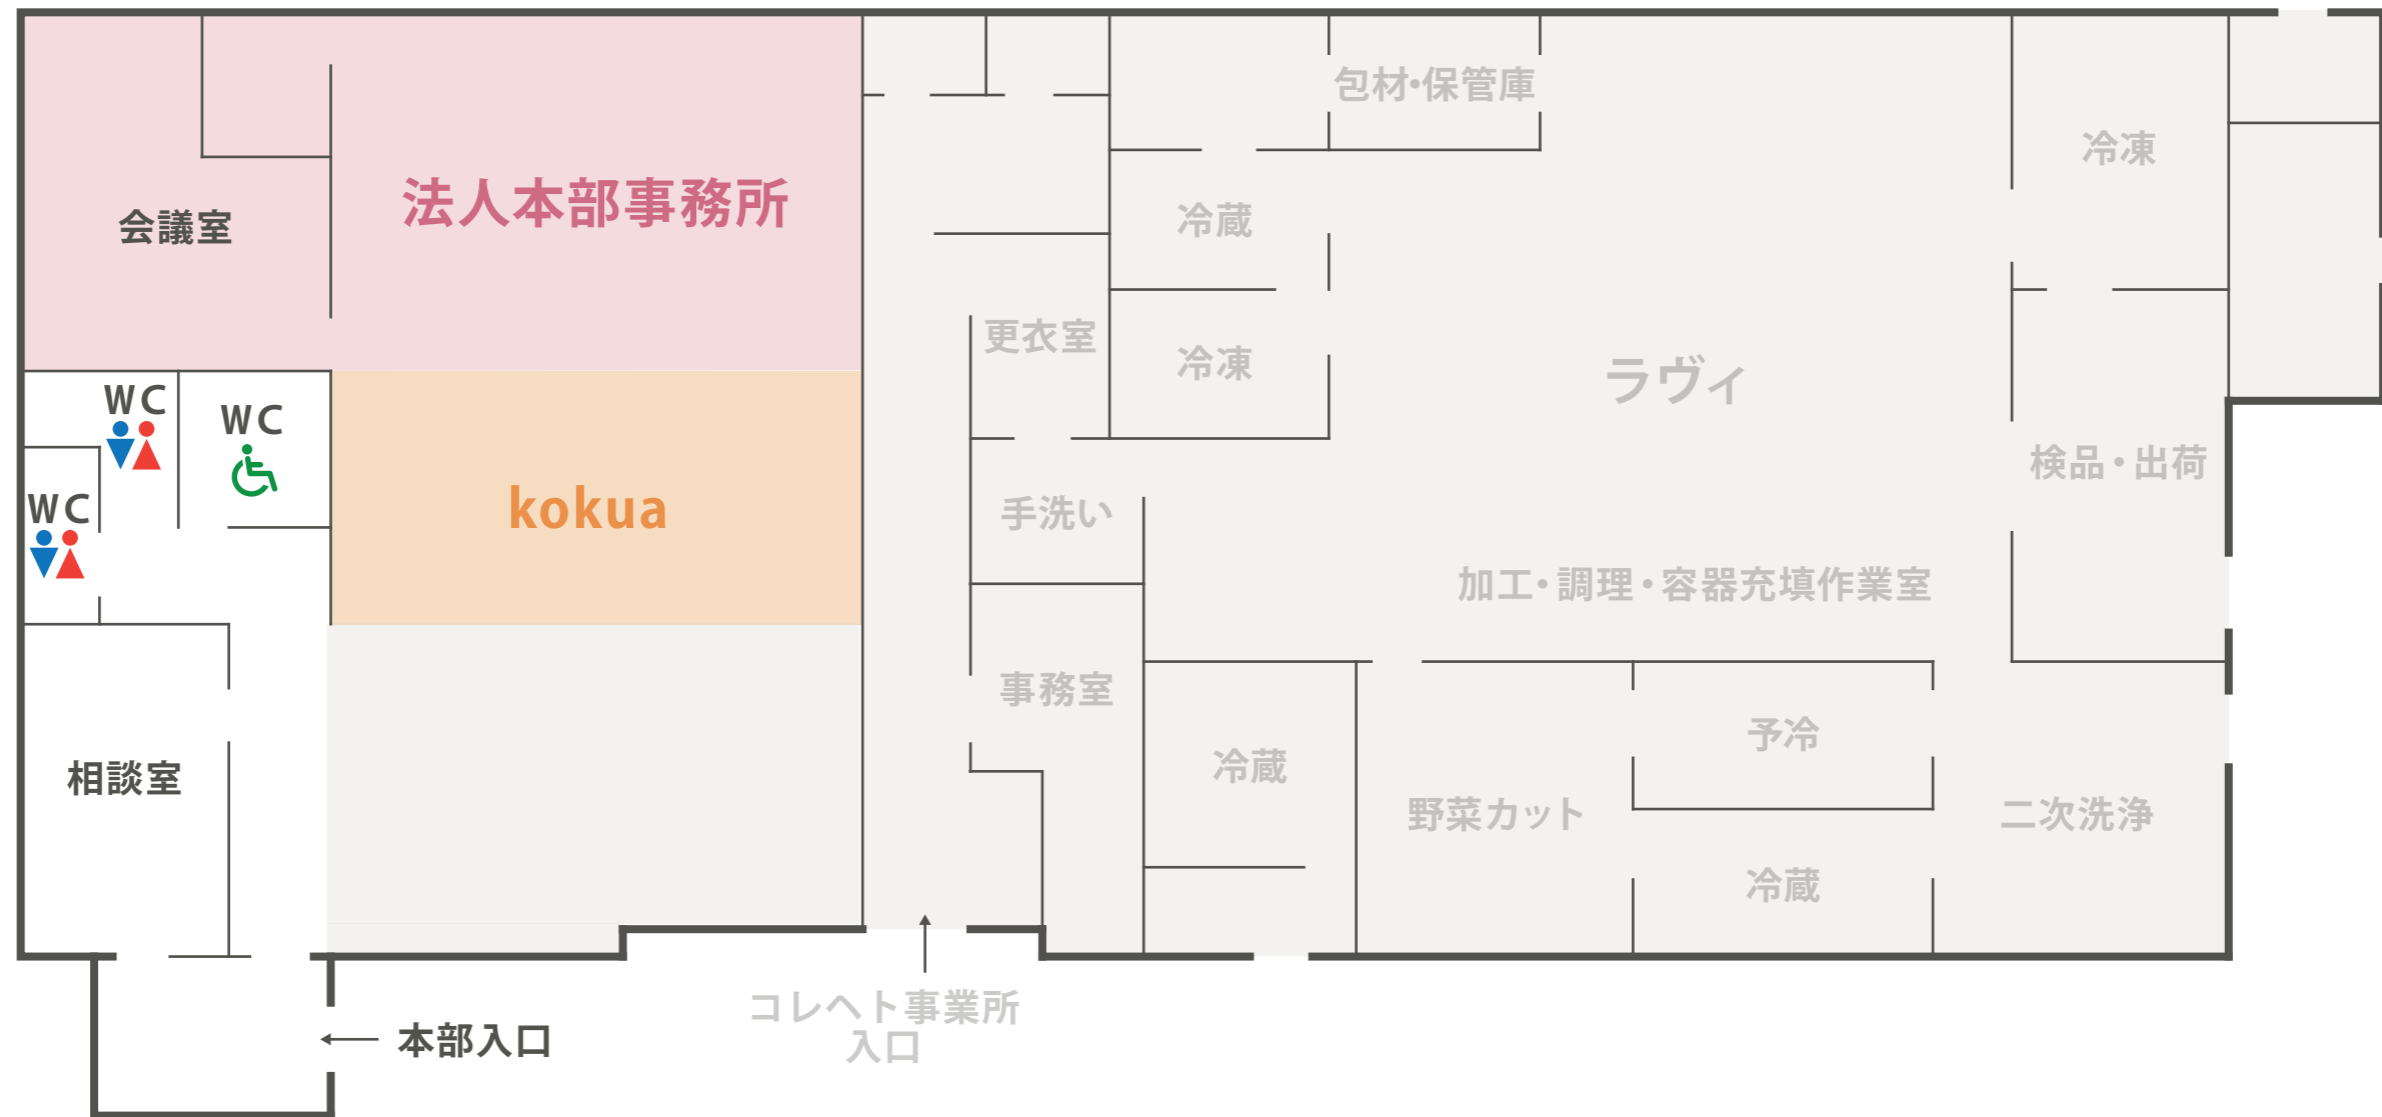 包材・保管庫
冷凍
会議室
法人本部事務所
冷蔵
更衣室
冷凍
ラヴィ
WC
WC
検品・出荷
WC
kokua
手洗い
加工・調理・容器充填作業室
事務室
相談室
冷蔵
予冷
野菜カット
二次洗浄
冷蔵
コレヘト事業所
入口
本部入口